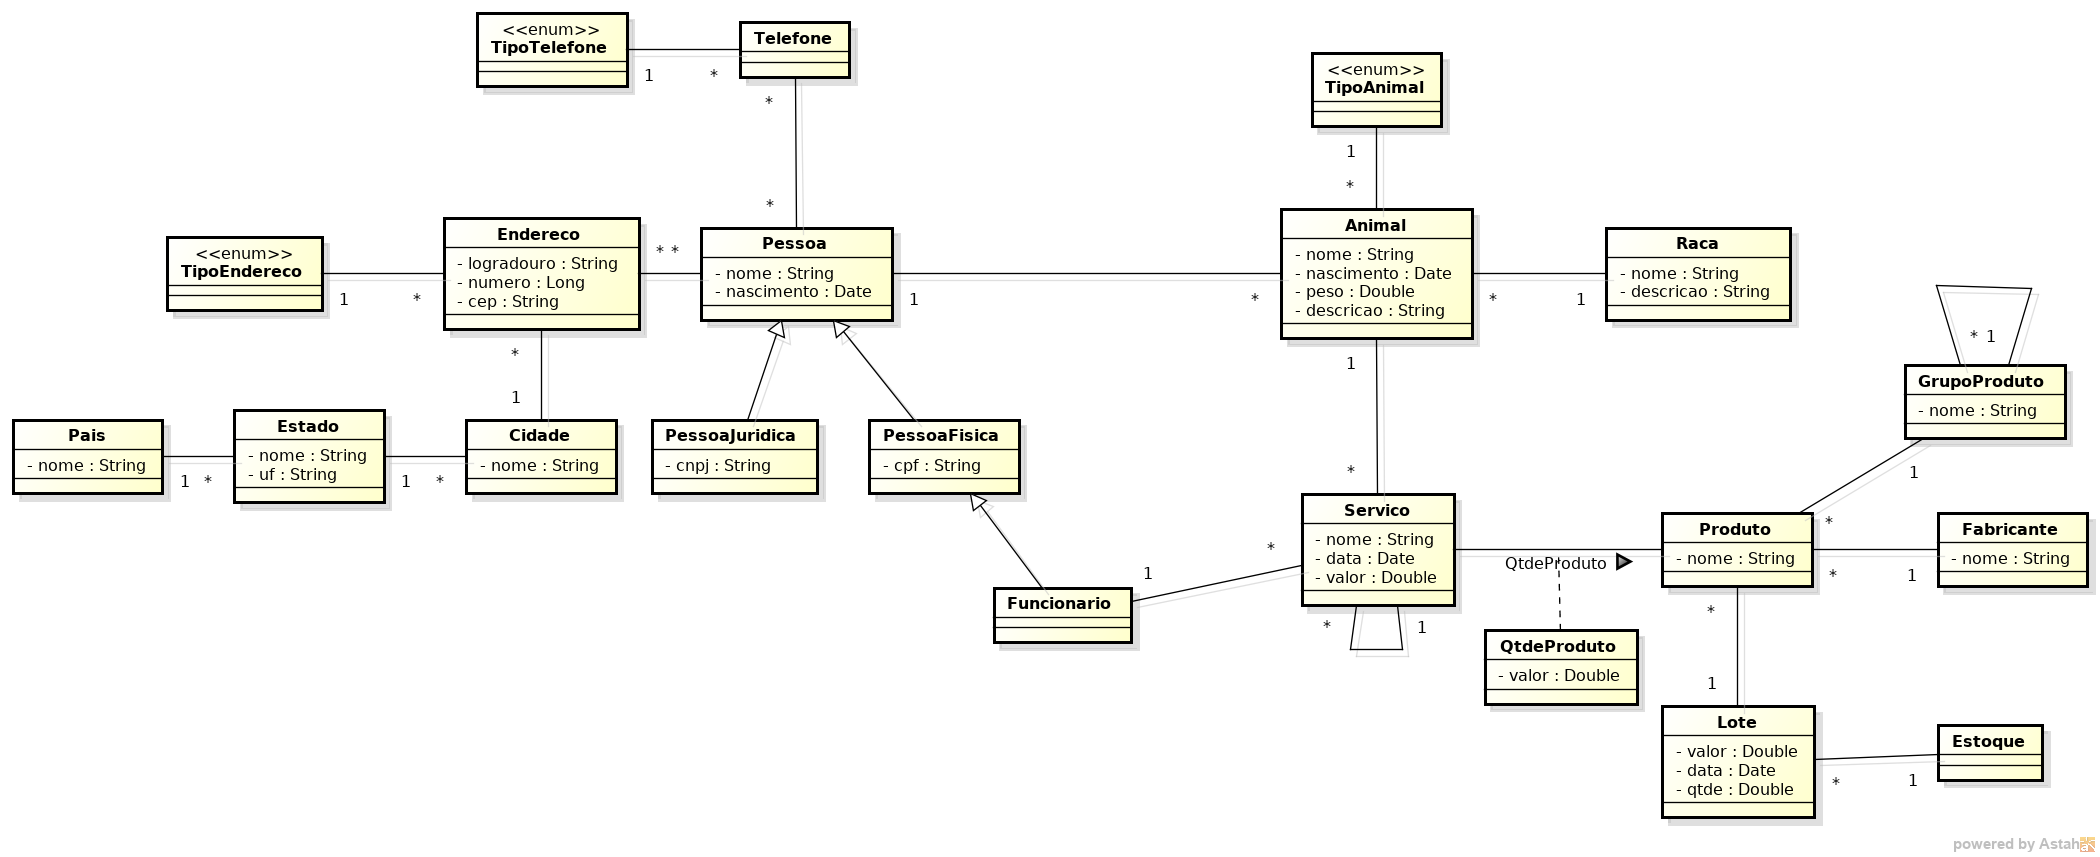 <<enum>>
TipoTelefone
1
*
Telefone
*
*
<<enum>>
TipoAnimal
1
*
<<enum>>
TipoEndereco
1
*
Endereco
- logradouro : String
- numero : Long
- cep : String
* *
Pessoa
- nome : String
- nascimento : Date
1
*
Animal
- nome : String
- nascimento : Date
- peso : Double
- descricao : String
*
1
Raca
- nome : String
- descricao : String
*
1
1
*
* 1
GrupoProduto
- nome : String
1
*
Pais
- nome : String
1 *
Estado
- nome : String
- uf : String
1 *
Cidade
- nome : String
PessoaJuridica
- cnpj : String
PessoaFisica
- cpf : String
Funcionario
1
*
Servico
- nome : String
- data : Date
- valor : Double
*
1
QtdeProduto
QtdeProduto
- valor : Double
Produto
- nome : String
*
1
Fabricante
- nome : String
*
1
Lote
- valor : Double
- data : Date
- qtde : Double
*
1
Estoque
powered by Astah